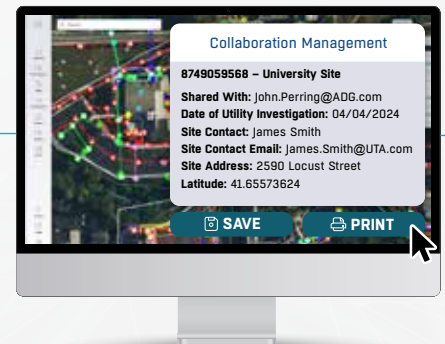 Collaboration Management
8749059568 – University Site
Shared With: John.Perring@ADG.com
Date of Utility Investigation: 04/04/2024
Site Contact: James Smith
Site Contact Email: James.Smith@UTA.com
Site Address: 2590 Locust Street
Latitude: 41.65573624
SAVE
PRINT